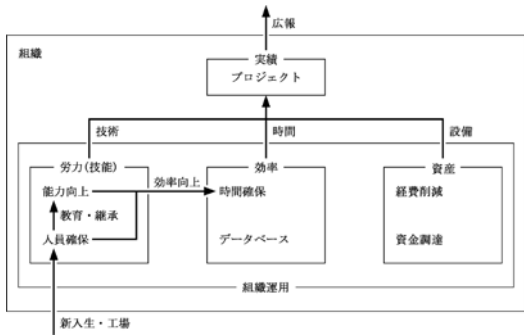 広報
組織
実績
プロジェクト
技術
時間
設備
労力(技能)
効率
資産
能力向上
効率向上
時間確保
経費削減
教育・継承
人員確保
データベース
資金調達
組織運用
新入生・工場